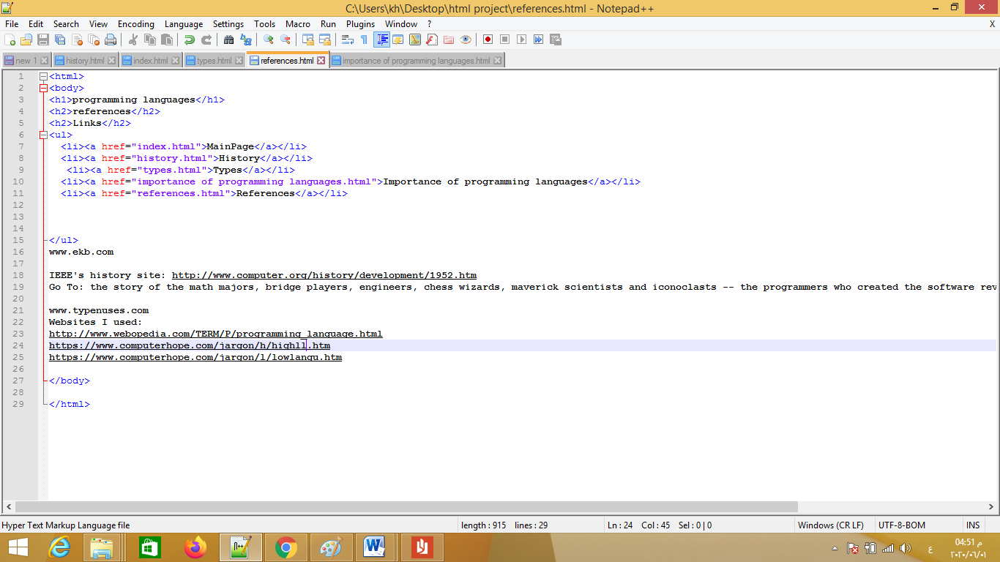 C:\Users\kh\Desktop\html project\references.html - Notepad++
File Edit Search View Encoding Language Settings Tools Macro Run Plugins Window ? X
new 1 history.html index.html types.html references.html importance of programming languages.html
1 <html>
2 <body>
3 <h1>programming languages</h1>
4 <h2>references</h2>
5 <h2>Links</h2>
6 <ul>
7 <li><a href="index.html">MainPage</a></li>
8 <li><a href="history.html">History</a></li>
9 <li><a href="types.html">Types</a></li>
10 <li><a href="importance of programming languages.html">Importance of programming languages</a></li>
11 <li><a href="references.html">References</a></li>
12
13
14
15 </ul>
16 www.ekb.com
17
18 IEEE's history site: http://www.computer.org/history/development/1952.htm
19 Go To: the story of the math majors, bridge players, engineers, chess wizards, maverick scientists and iconoclasts -- the programmers who created the software rev
20
21 www.typenuses.com
22 Websites I used:
23 http://www.webopedia.com/TERM/P/programming_language.html
24 https://www.computerhope.com/jargon/h/highll.htm
25 https://www.computerhope.com/jargon/l/lowlangu.htm
26
27 </body>
28
29 </html>
Hyper Text Markup Language file length : 915 lines : 29 Ln : 24 Col : 45 Sel : 0 | 0 Windows (CR LF) UTF-8-BOM INS
ع 04:51 م
٢٠٢٠/٠٦/٠١